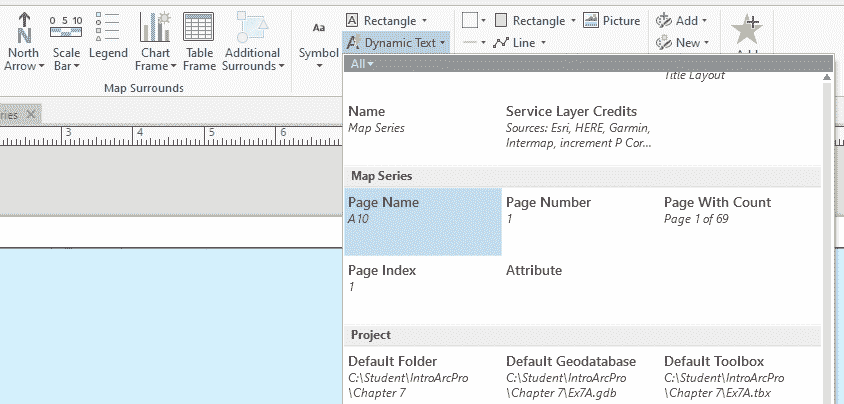 0 5 10
Aa
Rectangle
Rectangle
Picture
Add
North Arrow
Scale Bar
Legend
Chart Frame
Table Frame
Additional Surrounds
Symbol
A Dynamic Text
Line
New
Map Surrounds
All
ries
3 4 5 6
Title Layout
Name
Map Series
Service Layer Credits
Sources: Esri, HERE, Garmin,
Intermap, increment P Cor...
Map Series
Page Name
A10
Page Number
1
Page With Count
Page 1 of 69
Page Index
1
Attribute
Project
Default Folder
C:\Student\IntroArcPro
\Chapter 7
Default Geodatabase
C:\Student\IntroArcPro
\Chapter 7\Ex7A.gdb
Default Toolbox
C:\Student\IntroArcPro
\Chapter 7\Ex7A.tbx